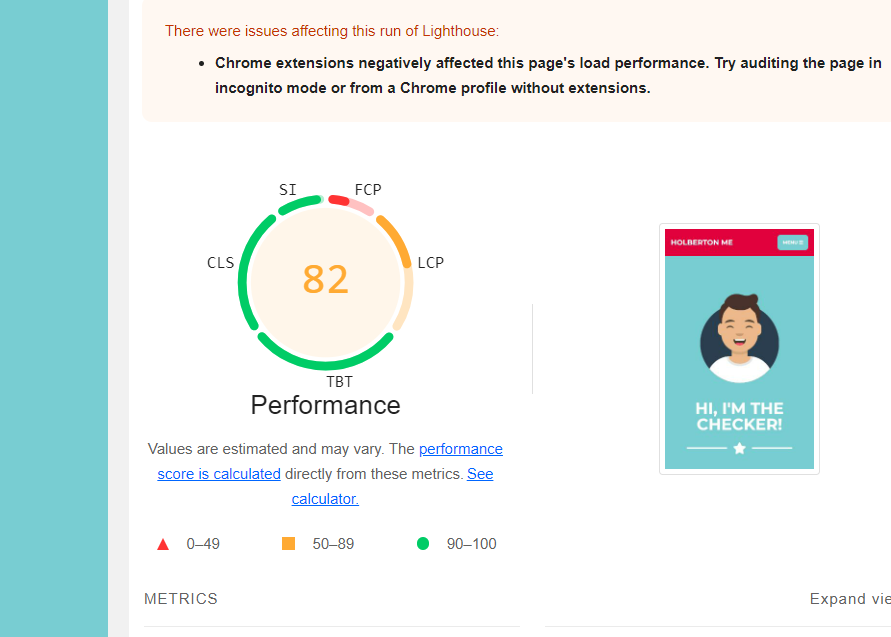 There were issues affecting this run of Lighthouse:
• Chrome extensions negatively affected this page's load performance. Try auditing the page in
incognito mode or from a Chrome profile without extensions.
SI
FCP
CLS
82
LCP
TBT
Performance
Values are estimated and may vary. The performance
score is calculated directly from these metrics. See
calculator.
0–49
50–89
90–100
HOLBERTON ME
MENU
HI, I'M THE
CHECKER!
METRICS
Expand vie